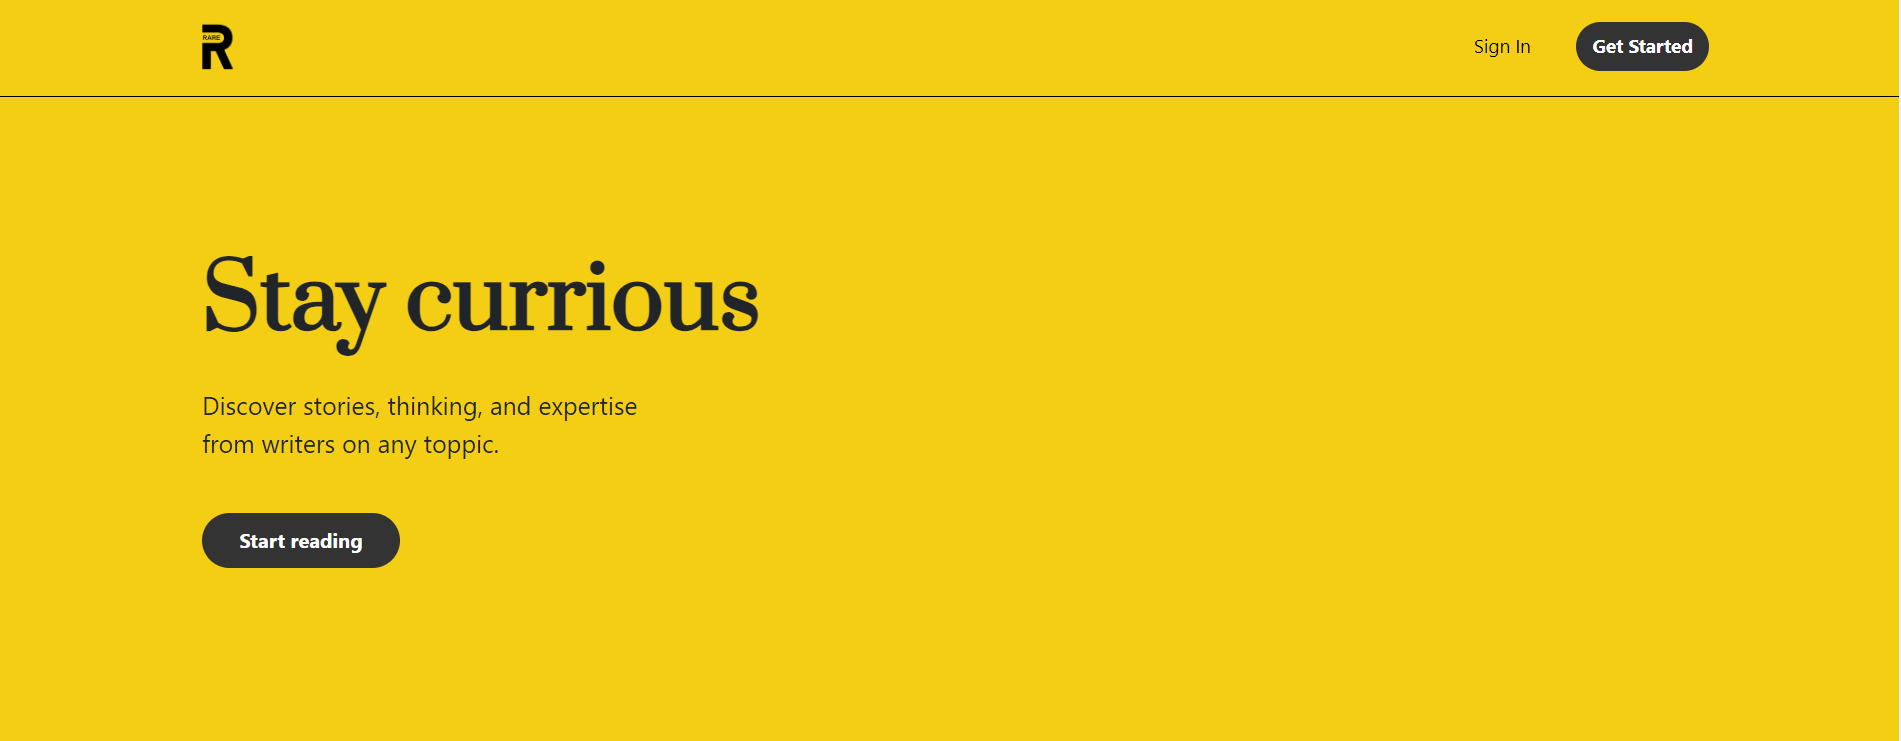 RARE
R
Sign In
Get Started
Stay currious
Discover stories, thinking, and expertise
from writers on any toppic.
Start reading